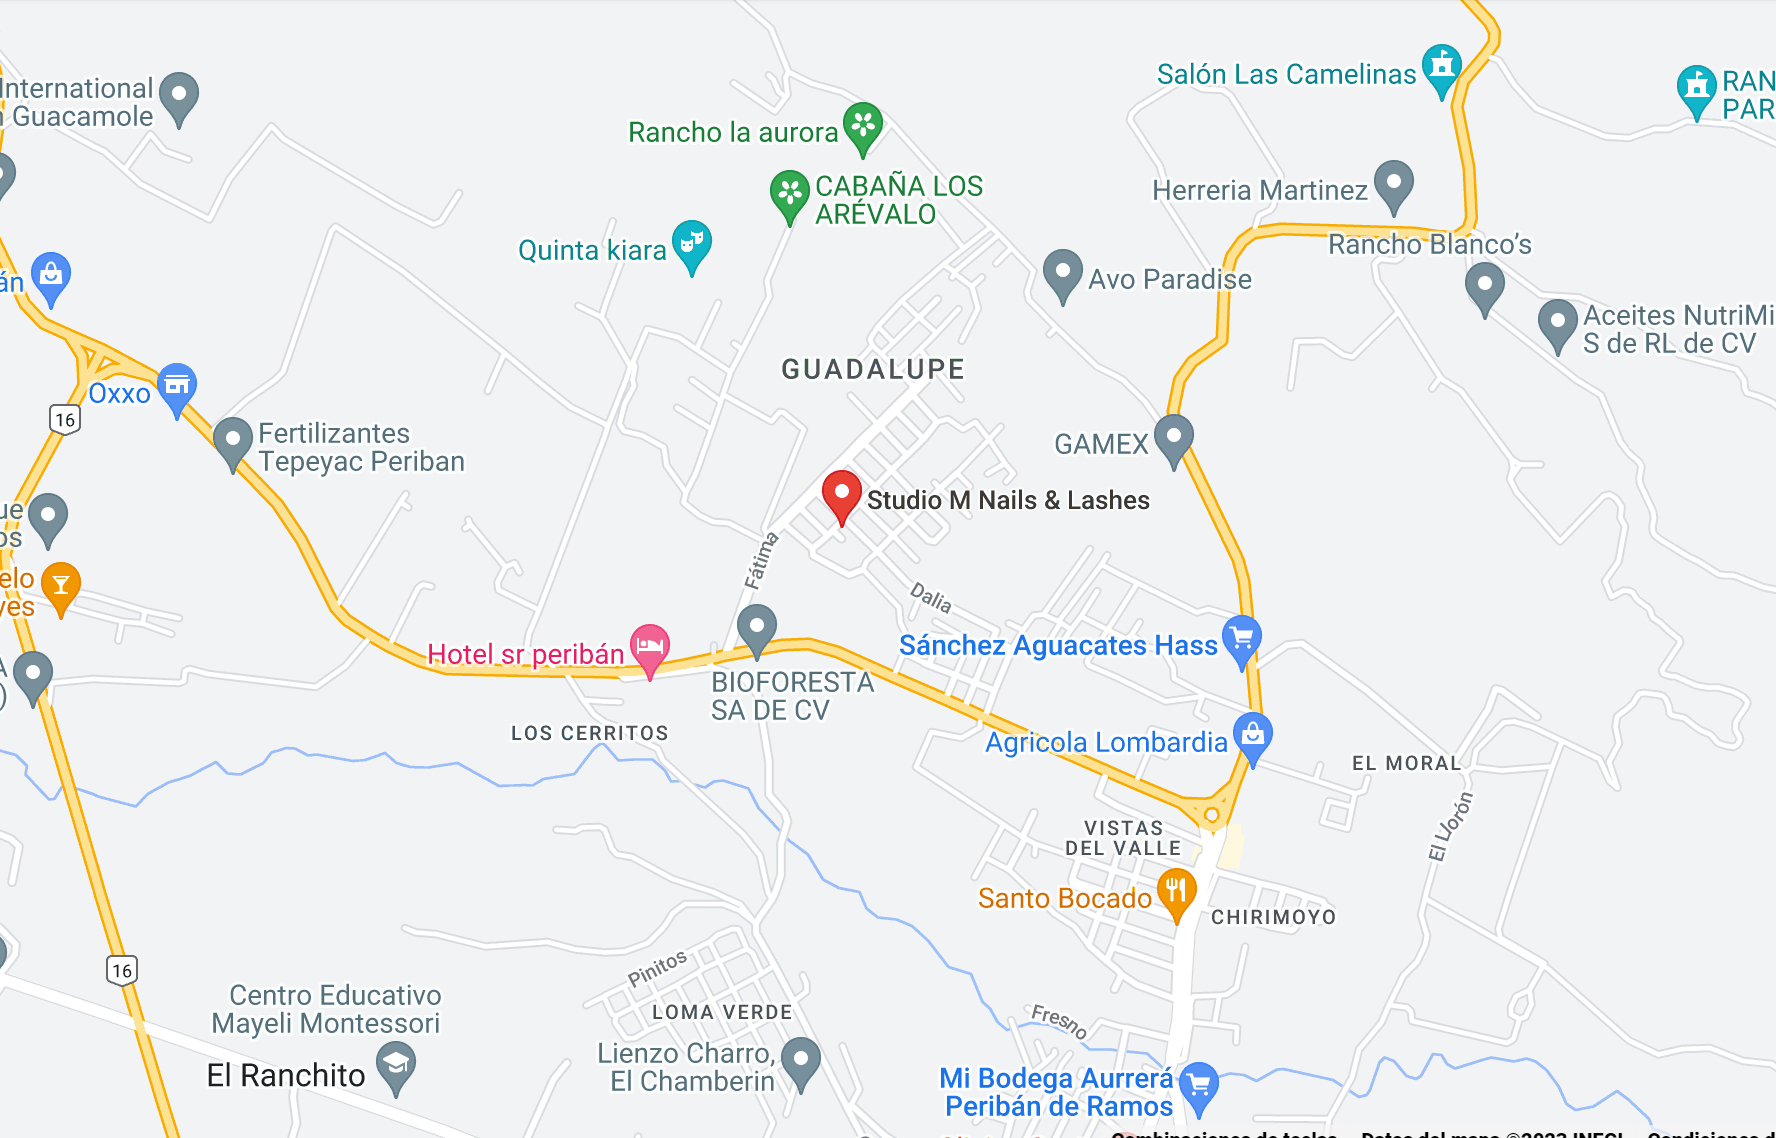 International
Guacamole
Rancho la aurora
CABAÑA LOS
ARÉVALO
Quinta kiara
Salón Las Camelinas
RAN
PAR
Herreria Martinez
Rancho Blanco's
Avo Paradise
Aceites NutriMi
S de RL de CV
án
Oxxo
16
Fertilizantes
Tepeyac Periban
GUADALUPE
GAMEX
Studio M Nails & Lashes
ue
os
elo
yes
Fátima
Dalia
Hotel sr peribán
BIOFORESTA
SA DE CV
Sánchez Aguacates Hass
LOS CERRITOS
Agricola Lombardia
EL MORAL
El Llorón
VISTAS
DEL VALLE
Santo Bocado
CHIRIMOYO
16
Pinitos
LOMA VERDE
Centro Educativo
Mayeli Montessori
El Ranchito
Lienzo Charro,
El Chamberin
Fresno
Mi Bodega Aurrerá
Peribán de Ramos